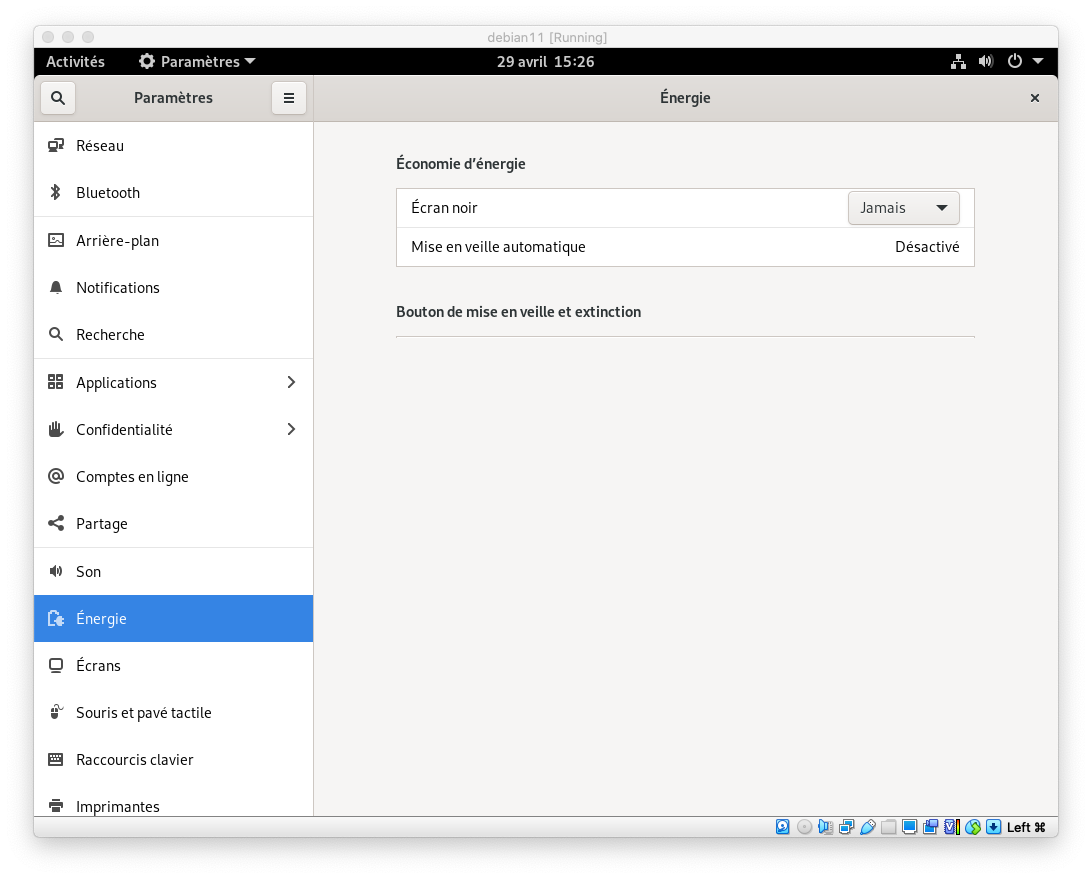 debian11 [Running]
Activités Paramètres 29 avril 15:26
Paramètres
Énergie
Réseau
Bluetooth
Arrière-plan
Notifications
Recherche
Applications
Confidentialité
Comptes en ligne
Partage
Son
Énergie
Écrans
Souris et pavé tactile
Raccourcis clavier
Imprimantes
Économie d’énergie
Écran noir Jamais
Mise en veille automatique Désactivé
Bouton de mise en veille et extinction
Left ⌘